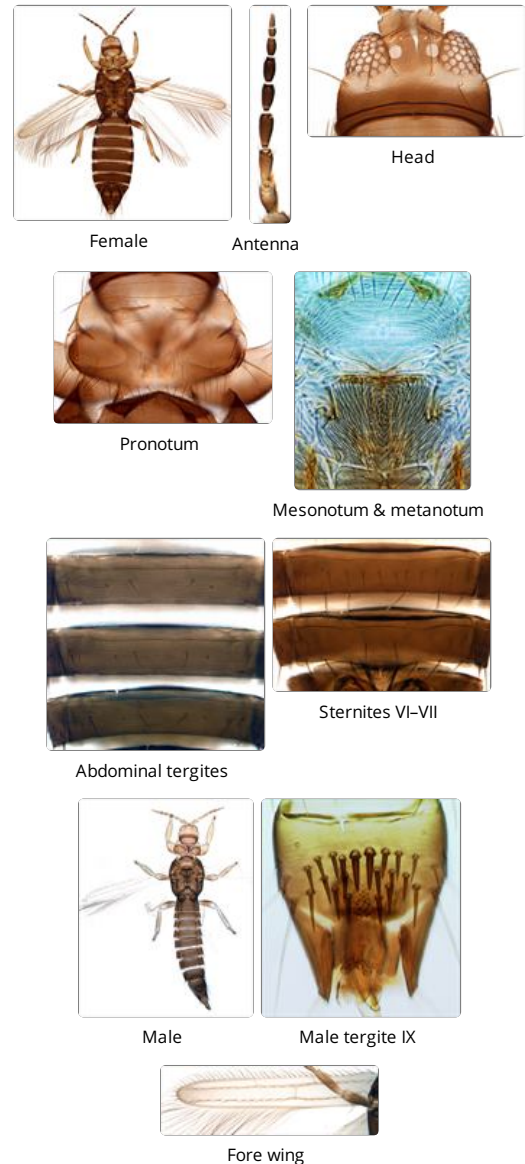 Female
Antenna
Head
Pronotum
Mesonotum & metanotum
Abdominal tergites
Sternites VI–VII
Male
Male tergite IX
Fore wing